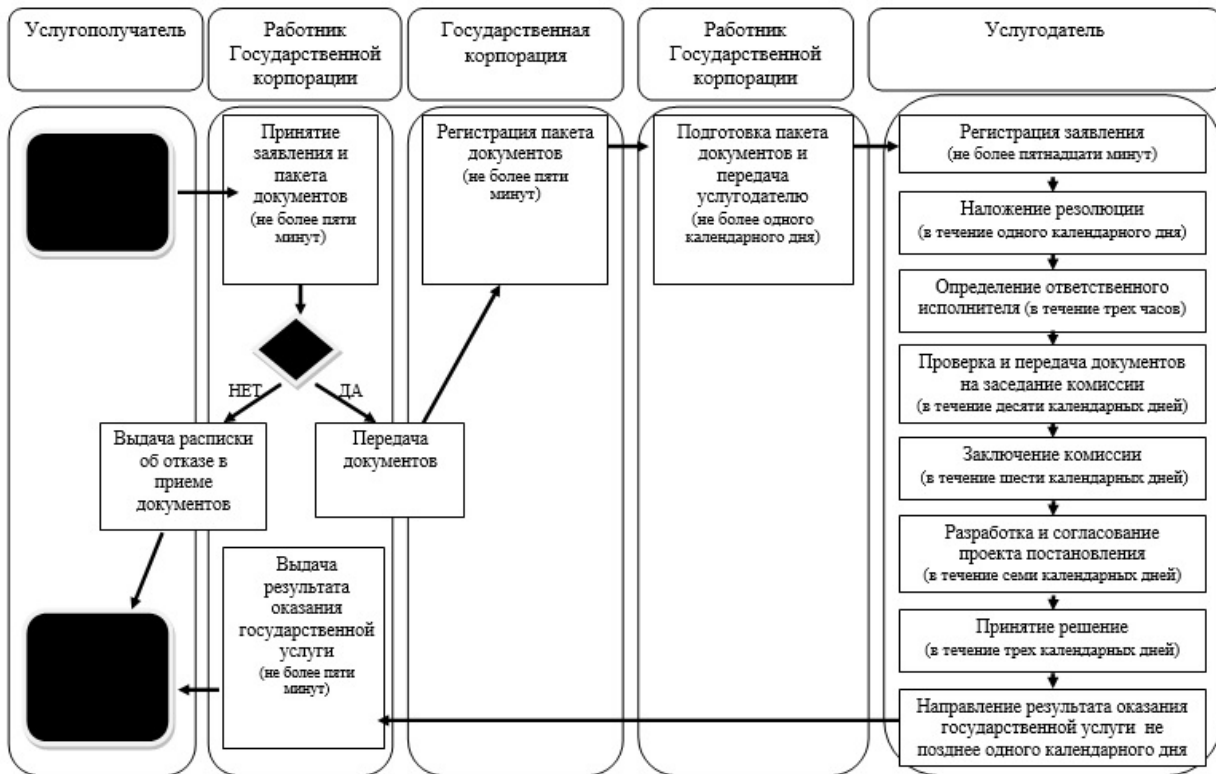 Услугополучатель
Работник
Государственной
корпорации
Государственная
корпорация
Работник
Государственной
корпорации
Услугодатель
Принятие
заявления и
пакета
документов
(не более пяти
минут)
НЕТ
ДА
Выдача расписки
об отказе в
приеме
документов
Передача
документов
Регистрация пакета
документов
(не более пяти
минут)
Подготовка пакета
документов и
передача
услугодателю
(не более одного
календарного дня)
Регистрация заявления
(не более пятнадцати минут)
Наложение резолюции
(в течение одного календарного дня)
Определение ответственного
исполнителя (в течение трех часов)
Проверка и передача документов
на заседание комиссии
(в течение десяти календарных дней)
Заключение комиссии
(в течение шести календарных дней)
Разработка и согласование
проекта постановления
(в течение семи календарных дней)
Принятие решение
(в течение трех календарных дней)
Направление результата оказания
государственной услуги не
позднее одного календарного дня
Выдача
результата
оказания
государственной
услуги
(не более пяти
минут)